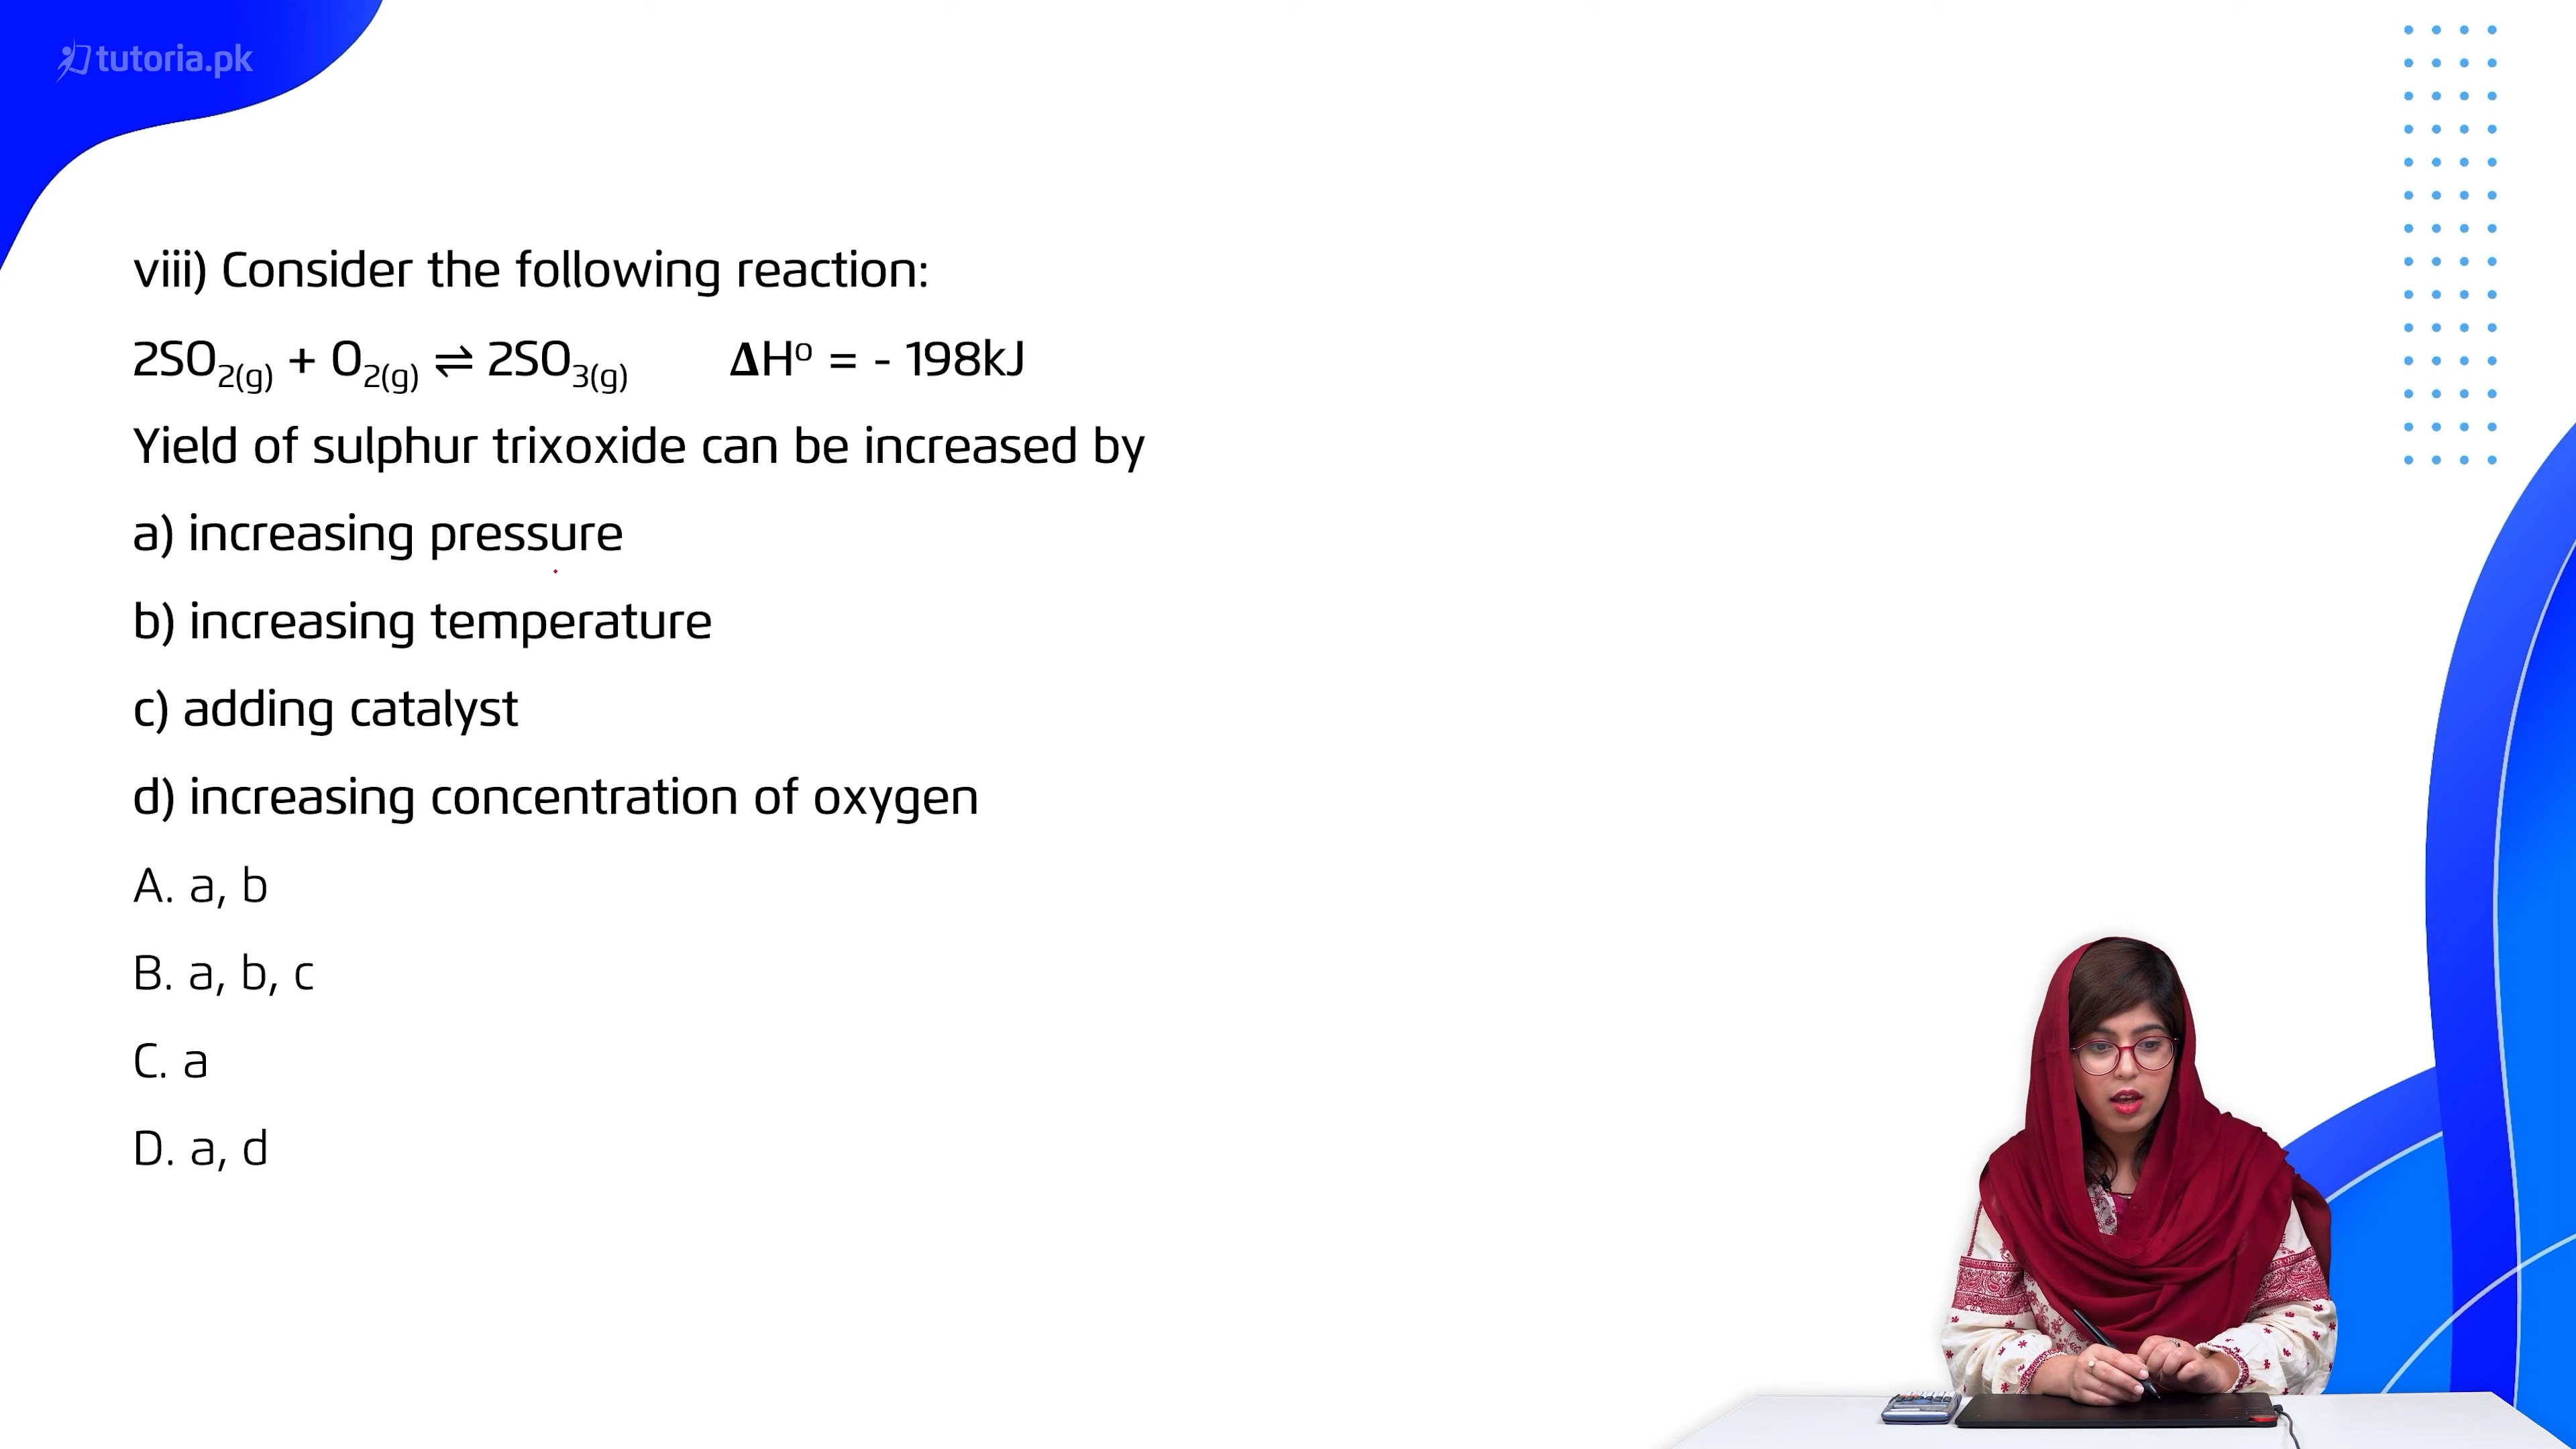 tutoria.pk
viii) Consider the following reaction:
2SO₂(g) + O₂(g) ⇌ 2SO₃(g) ΔHº = - 198kJ
Yield of sulphur trixoxide can be increased by
a) increasing pressure
b) increasing temperature
c) adding catalyst
d) increasing concentration of oxygen
A. a, b
B. a, b, c
C. a
D. a, d